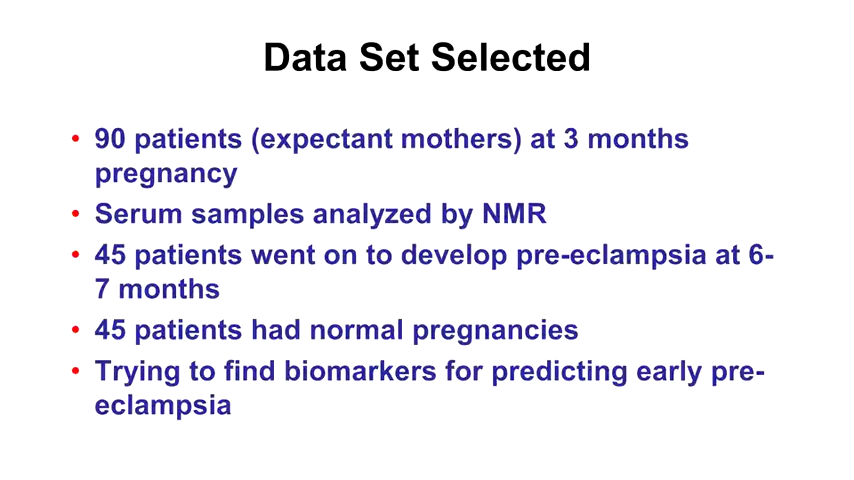 Data Set Selected
• 90 patients (expectant mothers) at 3 months
pregnancy
• Serum samples analyzed by NMR
• 45 patients went on to develop pre-eclampsia at 6-
7 months
• 45 patients had normal pregnancies
• Trying to find biomarkers for predicting early pre-
eclampsia